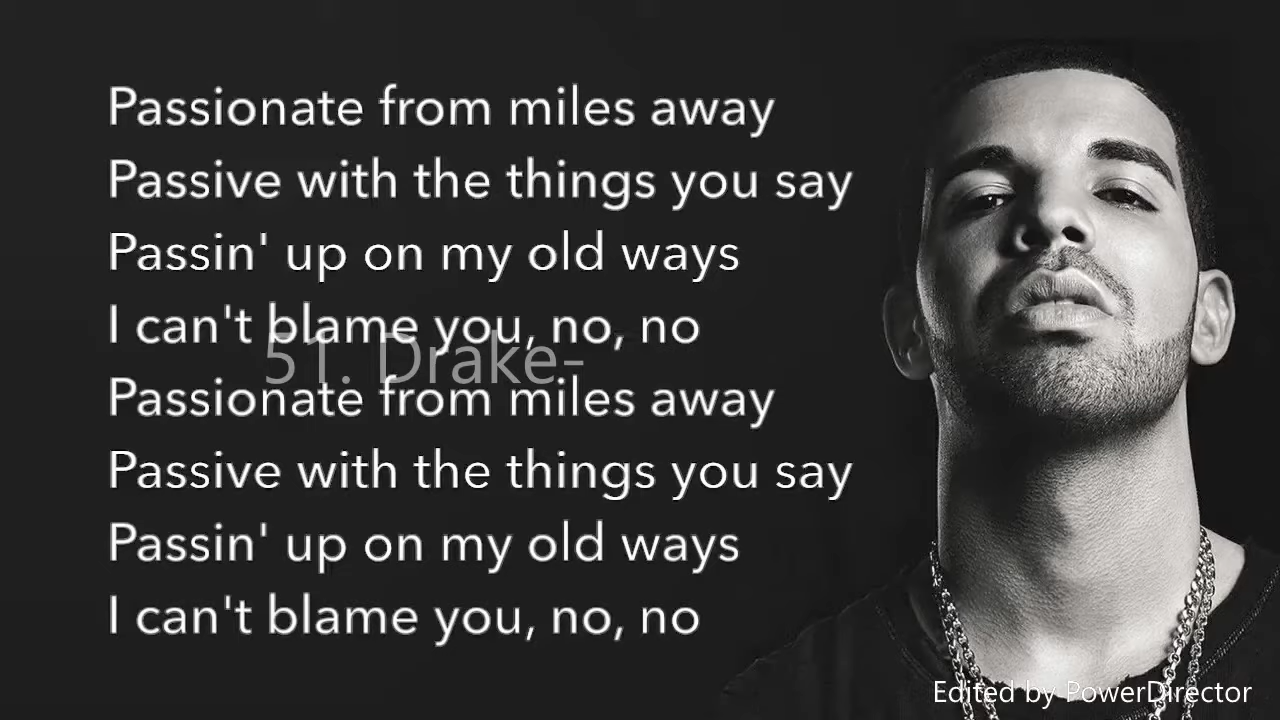 Passionate from miles away
Passive with the things you say
Passin' up on my old ways
I can't blame you, no, no
51. Drake-
Passionate from miles away
Passive with the things you say
Passin' up on my old ways
I can't blame you, no, no
Edited by PowerDirector